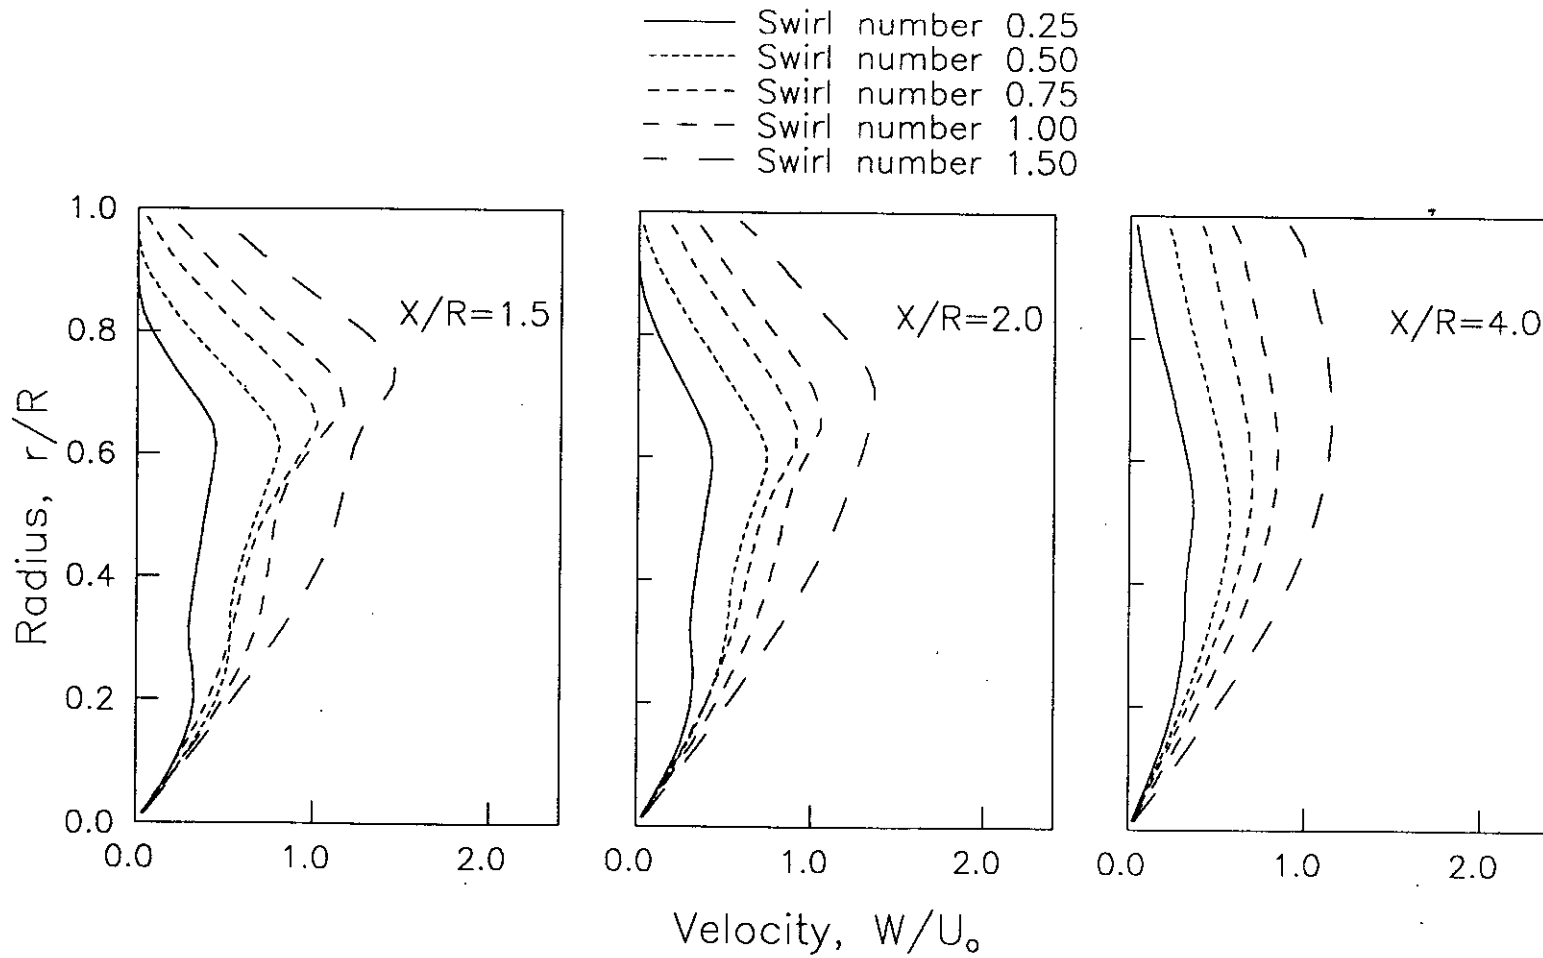 Swirl number 0.25
Swirl number 0.50
Swirl number 0.75
Swirl number 1.00
Swirl number 1.50
Radius, r/R
1.0
0.8
0.6
0.4
0.2
0.0
X/R=1.5
X/R=2.0
X/R=4.0
0.0 1.0 2.0
0.0 1.0 2.0
0.0 1.0 2.0
Velocity, W/U₀